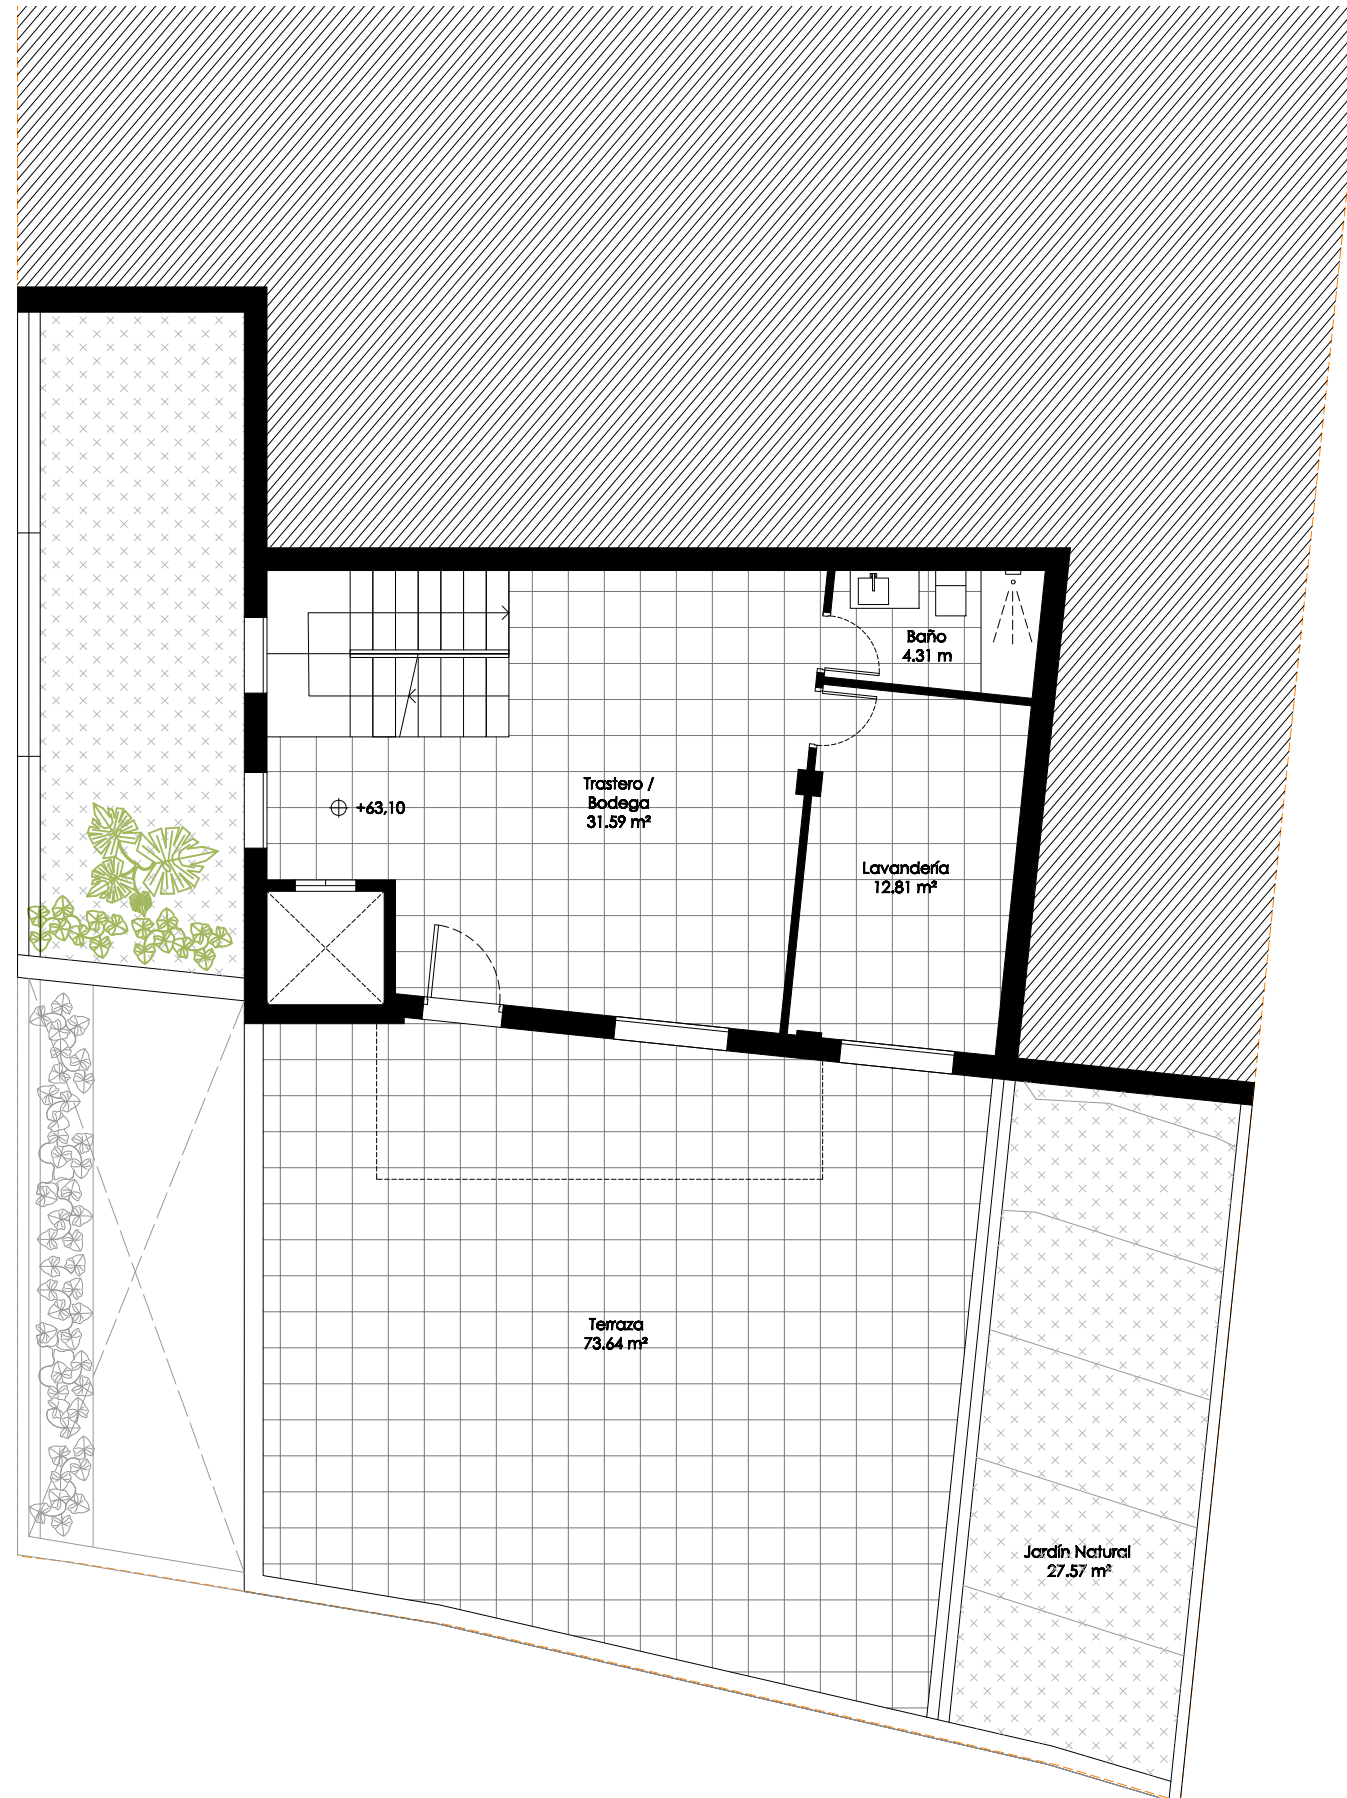 Baño
4.31 m
Trastero /
Bodega
31.59 m²
+63,10
Lavandería
12.81 m²
Terraza
73.64 m²
Jardín Natural
27.57 m²